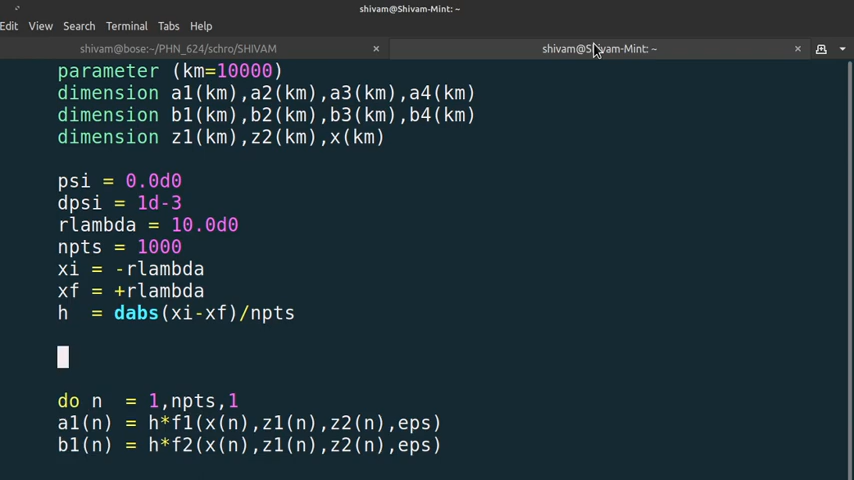 shivam@Shivam-Mint: ~
Edit View Search Terminal Tabs Help
shivam@bose:~/PHN_624/schro/SHIVAM × shivam@Shivam-Mint: ~ ×
parameter (km=10000)
dimension a1(km),a2(km),a3(km),a4(km)
dimension b1(km),b2(km),b3(km),b4(km)
dimension z1(km),z2(km),x(km)
psi = 0.0d0
dpsi = 1d-3
rlambda = 10.0d0
npts = 1000
xi = -rlambda
xf = +rlambda
h  = dabs(xi-xf)/npts
do n  = 1,npts,1
a1(n) = h*f1(x(n),z1(n),z2(n),eps)
b1(n) = h*f2(x(n),z1(n),z2(n),eps)